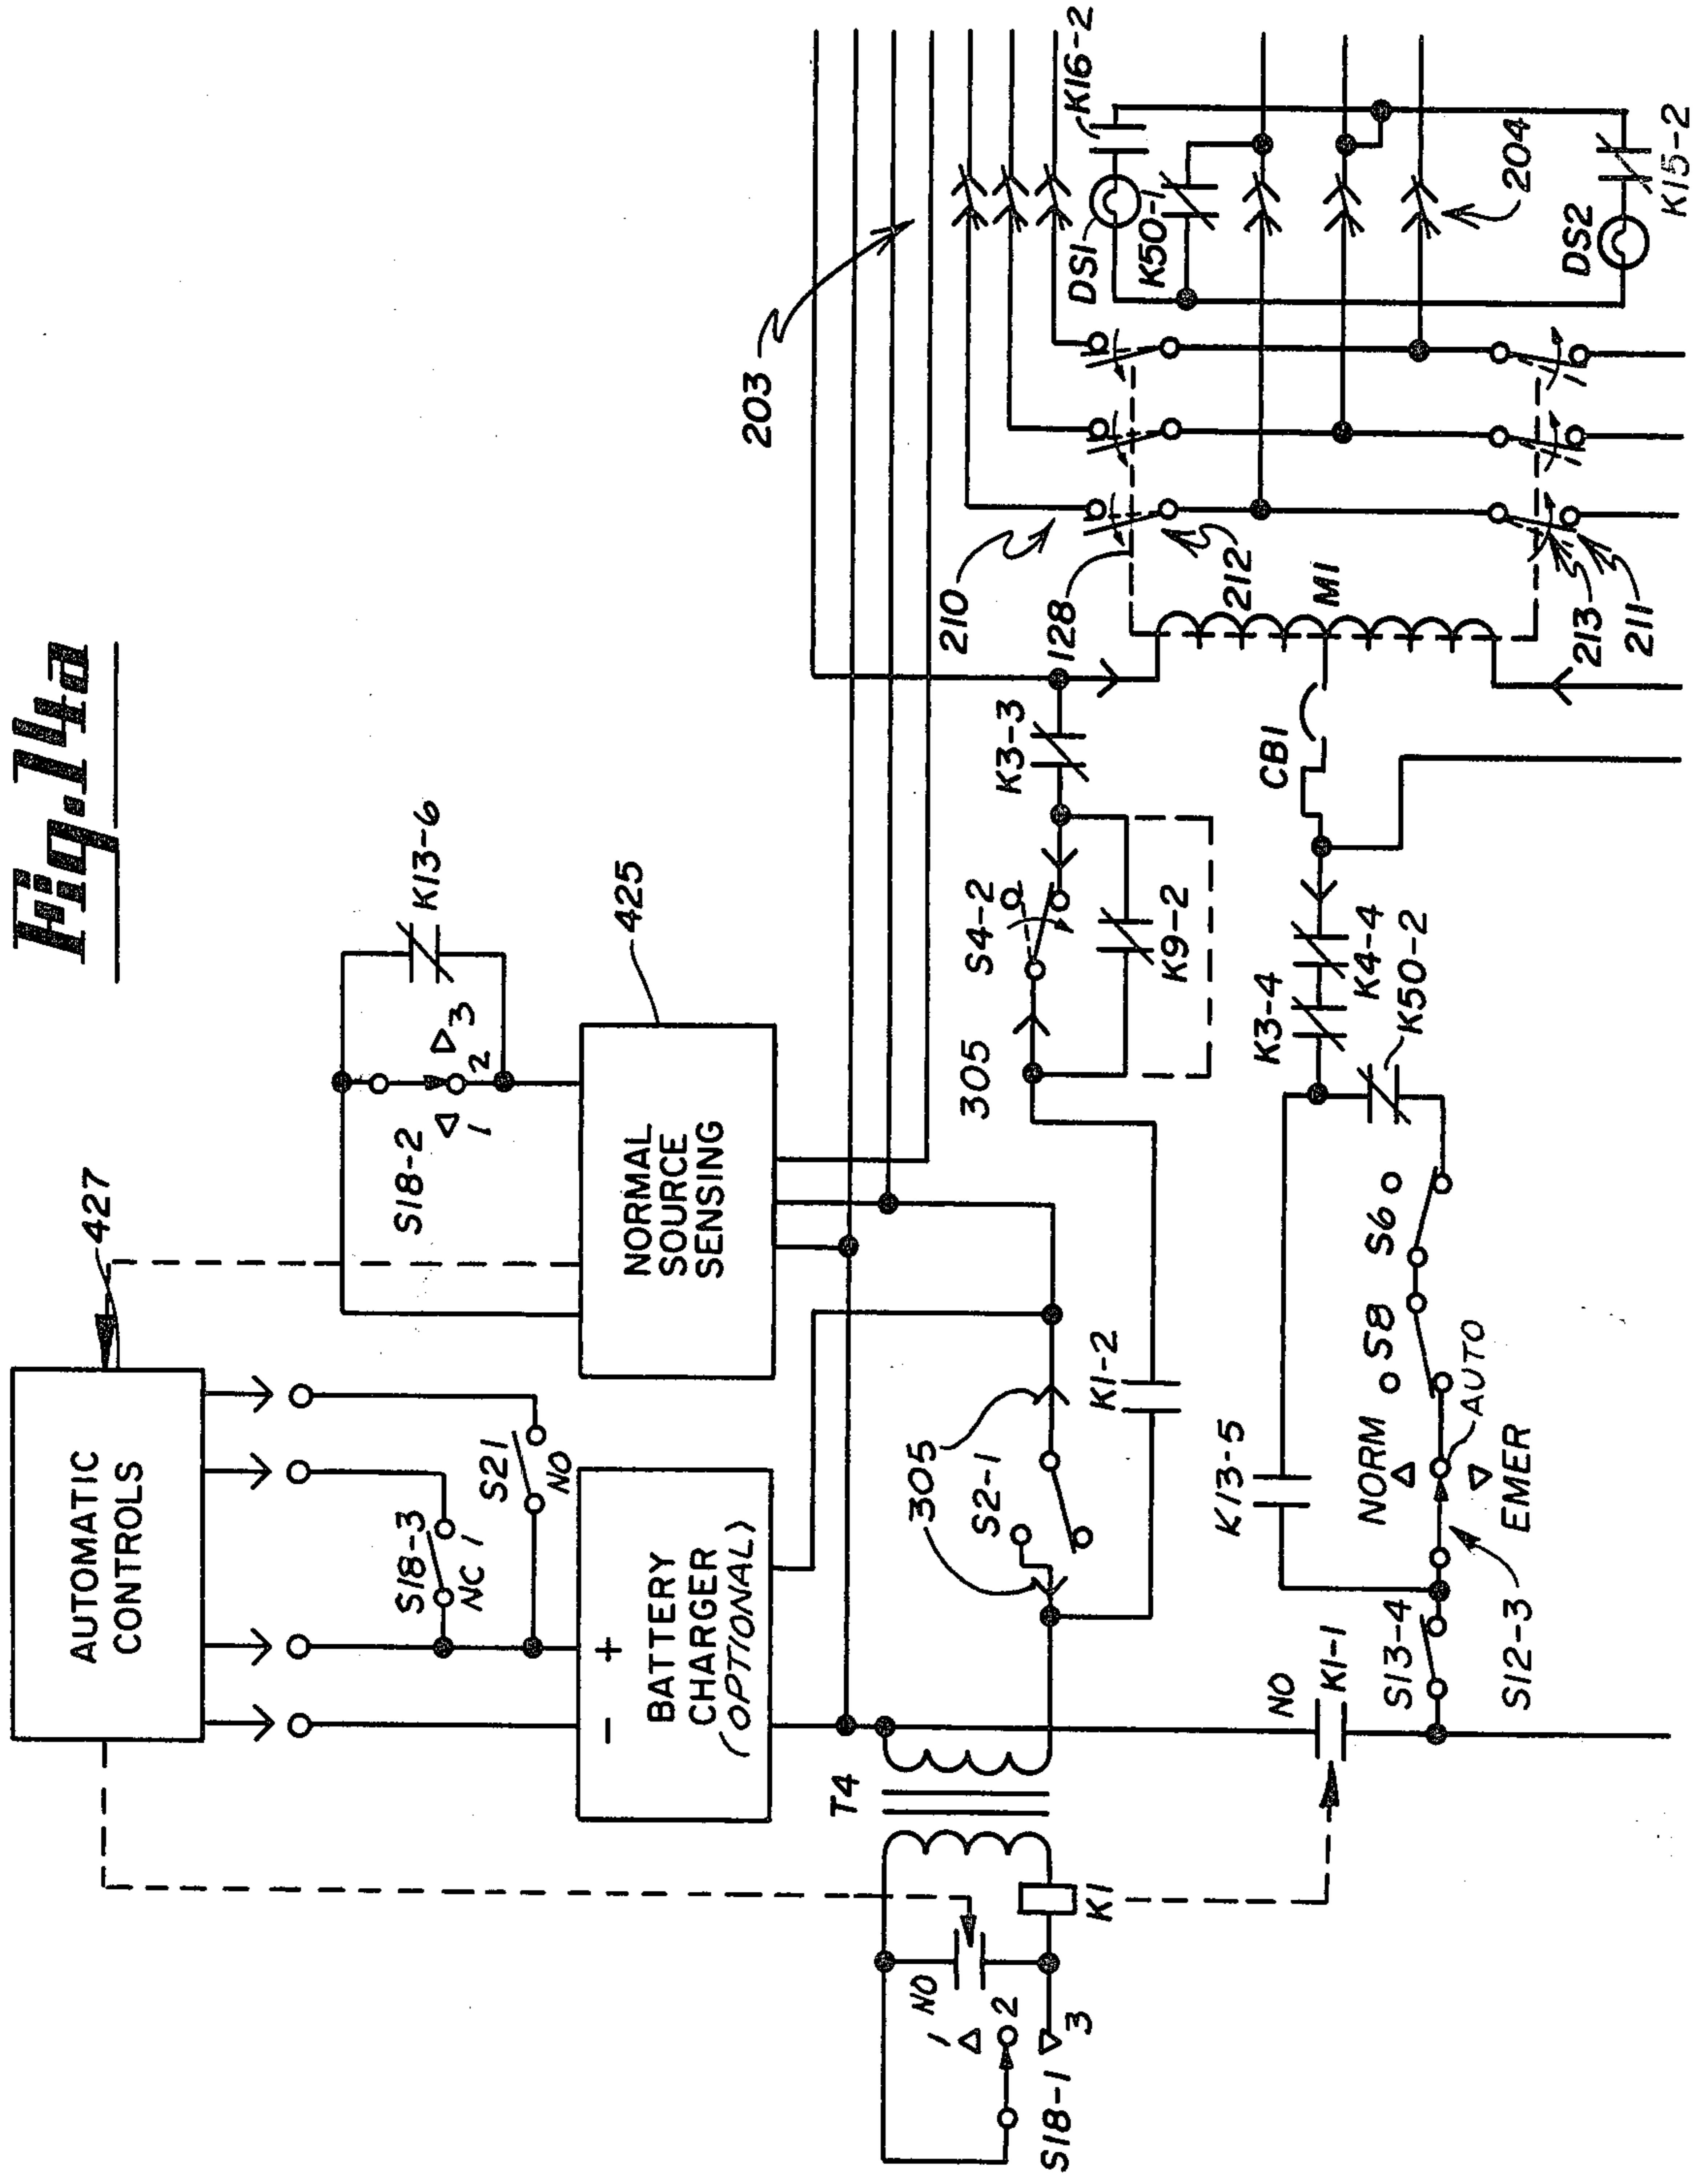 Fig.14a
427
AUTOMATIC
CONTROLS
S18-3
NC 1
S21
NO
S18-2
1
2
3
K13-6
425
NORMAL
SOURCE
SENSING
+
-
BATTERY
CHARGER
(OPTIONAL)
203
T4
305
S2-1
K1-2
305
S4-2
K9-2
K3-3
128
210
212
M1
213
211
DS1
K16-2
K50-1
204
DS2
K15-2
CB1
K3-4
K4-4
K50-2
K13-5
S6
S8
NORM
AUTO
EMER
S12-3
S13-4
NO
K1-1
K1
NO
1
2
3
S18-1